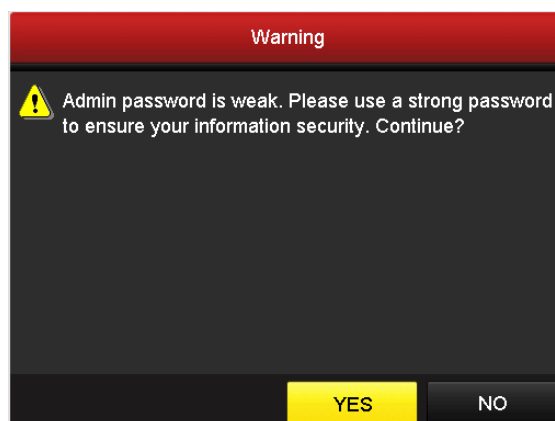 Warning
Admin password is weak. Please use a strong password
to ensure your information security. Continue?
YES
NO